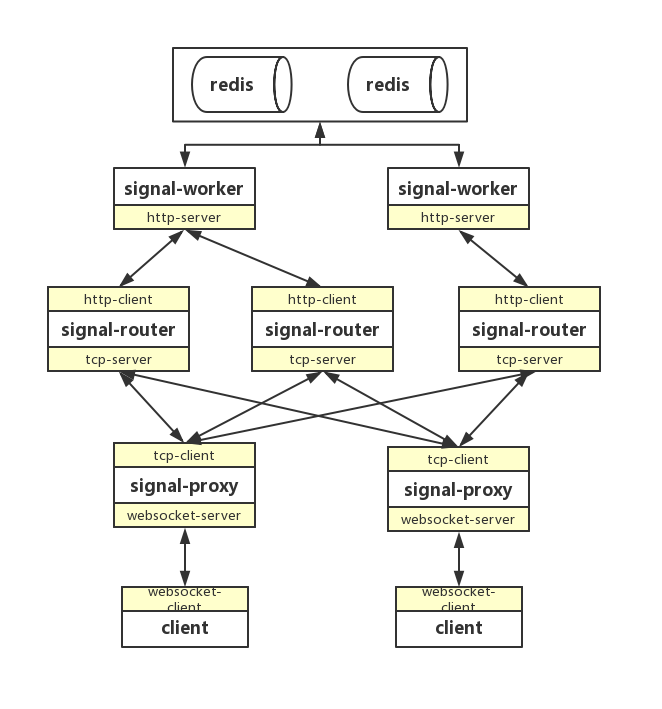 redis redis
signal-worker signal-worker
http-server http-server
http-client http-client http-client
signal-router signal-router signal-router
tcp-server tcp-server tcp-server
tcp-client tcp-client
signal-proxy signal-proxy
websocket-server websocket-server
websocket- websocket-
client client
client client